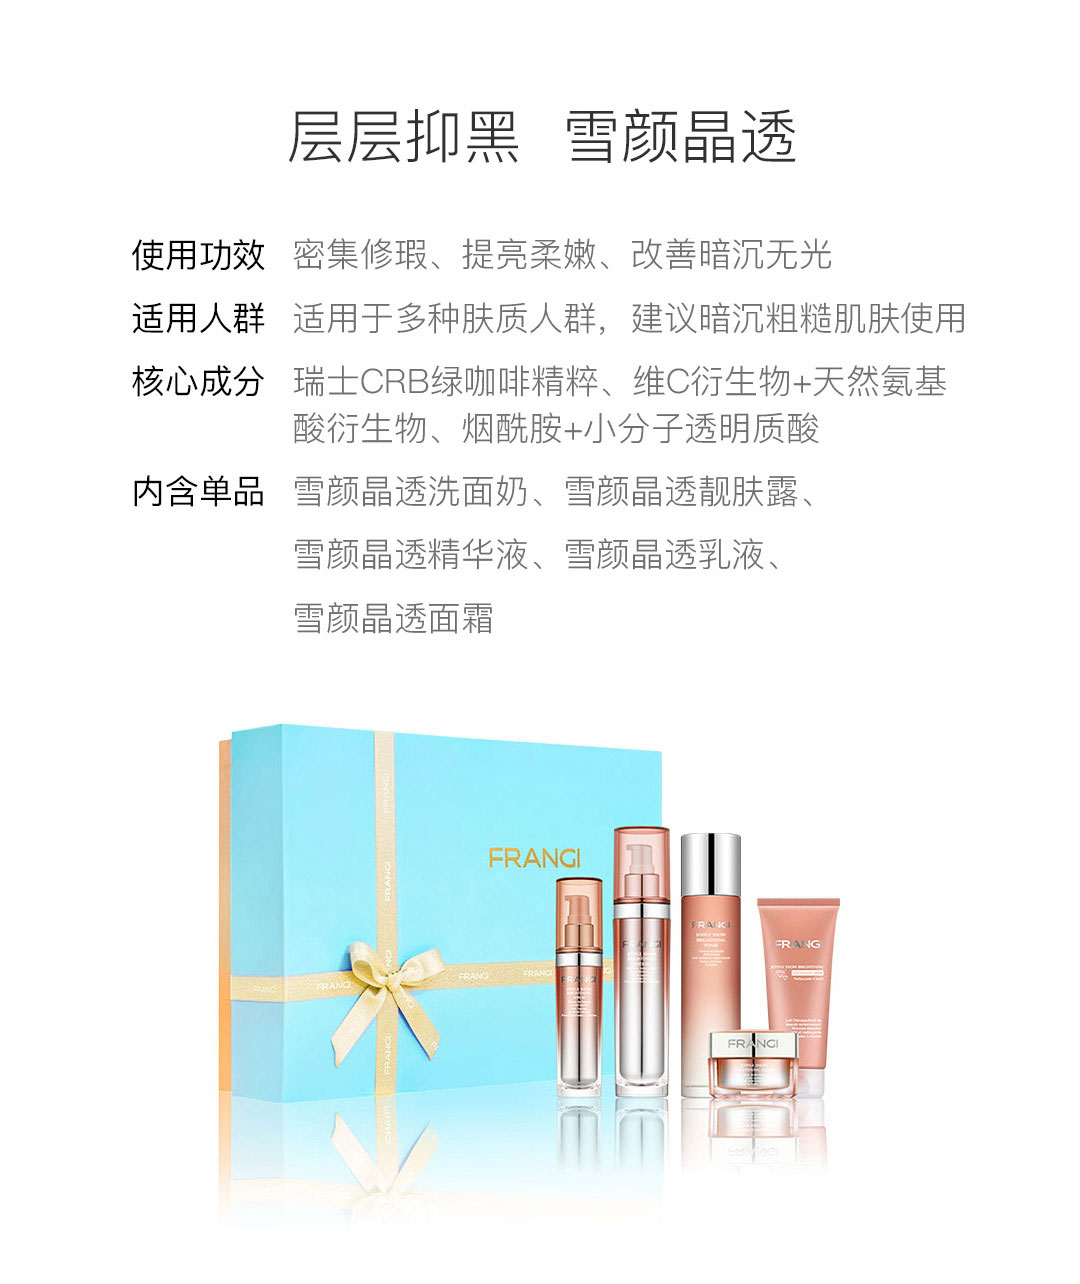 层层抑黑 雪颜晶透
使用功效 密集修瑕、提亮柔嫩、改善暗沉无光
适用人群 适用于多种肤质人群，建议暗沉粗糙肌肤使用
核心成分 瑞士CRB绿咖啡精粹、维C衍生物+天然氨基
酸衍生物、烟酰胺+小分子透明质酸
内含单品 雪颜晶透洗面奶、雪颜晶透靓肤露、
雪颜晶透精华液、雪颜晶透乳液、
雪颜晶透面霜
FRANGI
FRANGI
FRANGI
FRANGI
FRANGI
FRANGI
FRANGI
FRANGI
FRANGI
FRANGI
FRANGI
FRANGI